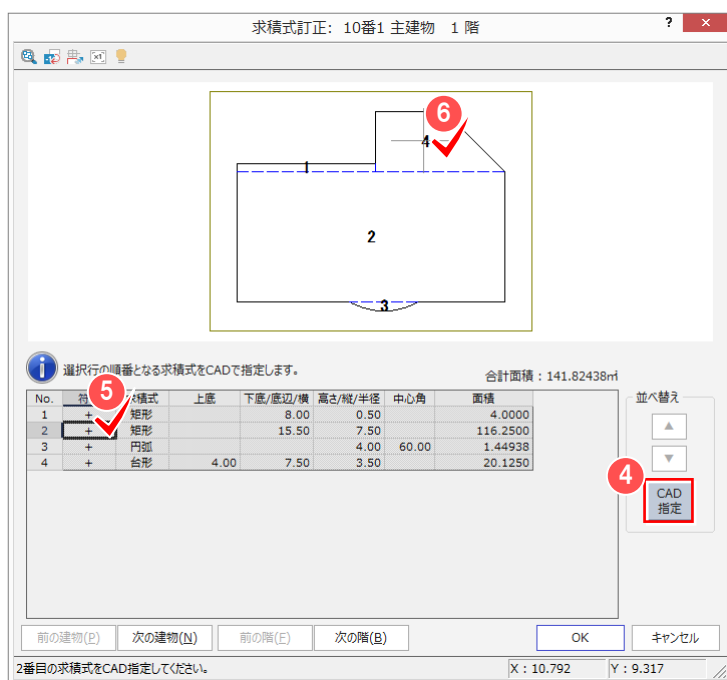 求積式訂正: 10番1 主建物 1 階
?
×
x1
6
4
1
2
3
選択行の順番となる求積式をCADで指定します。
合計面積 : 141.82438㎡
5
No. 符 求積式 上底 下底/底辺/横 高さ/縦/半径 中心角 面積
1 + 矩形 8.00 0.50 4.0000
2 + 矩形 15.50 7.50 116.2500
3 + 円弧 4.00 60.00 1.44938
4 + 台形 4.00 7.50 3.50 20.1250
並べ替え
▲
▼
4
CAD
指定
前の建物(P) 次の建物(N) 前の階(F) 次の階(B) OK キャンセル
2番目の求積式をCAD指定してください。 X : 10.792 Y : 9.317